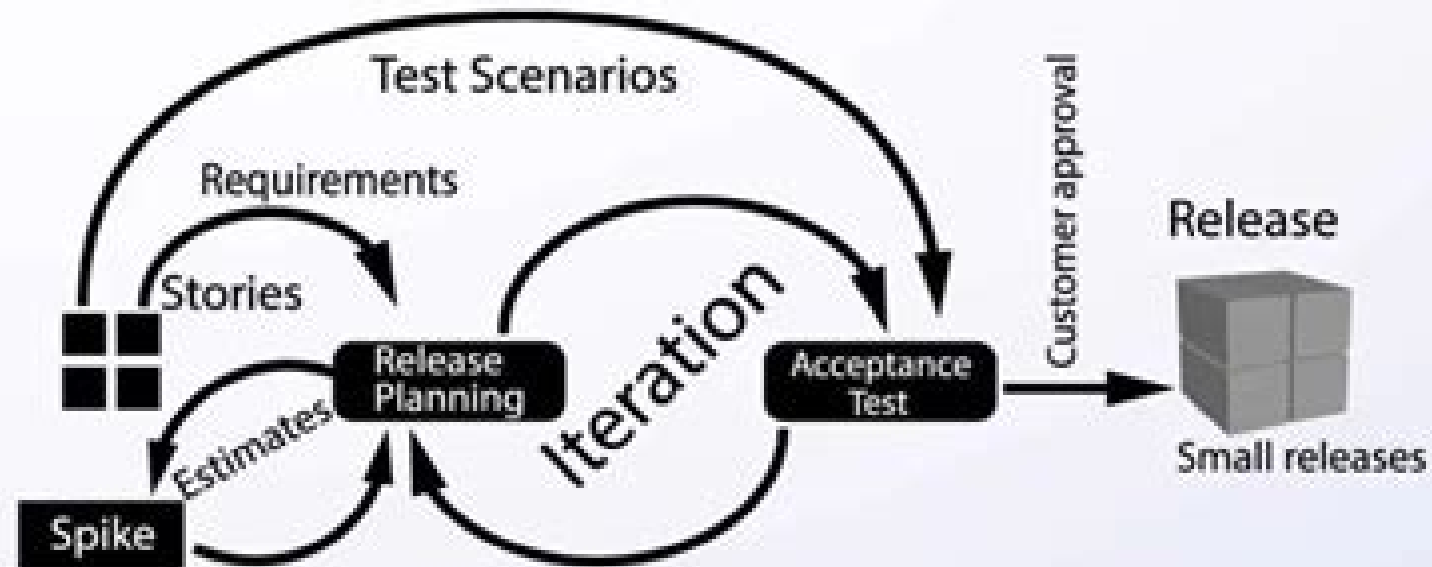 Test Scenarios
Requirements
Stories
Release
Planning
Estimates
Spike
Iteration
Acceptance
Test
Customer approval
Release
Small releases